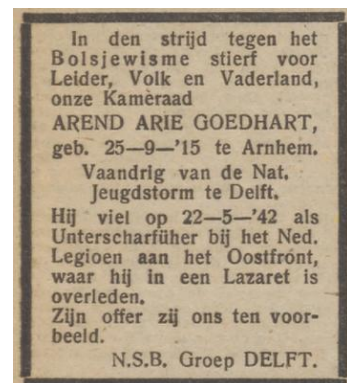 In den strijd tegen het
Bolsjewisme stierf voor
Leider, Volk en Vaderland,
onze Kameraad
AREND ARIE GOEDHART,
geb. 25—9—'15 te Arnhem.
Vaandrig van de Nat.
Jeugdstorm te Delft.
Hij viel op 22—5—'42 als
Unterscharfüher bij het Ned.
Legioen aan het Oostfront,
waar hij in een Lazaret is
overleden.
Zijn offer zij ons ten voor-
beeld.
N.S.B. Groep DELFT.